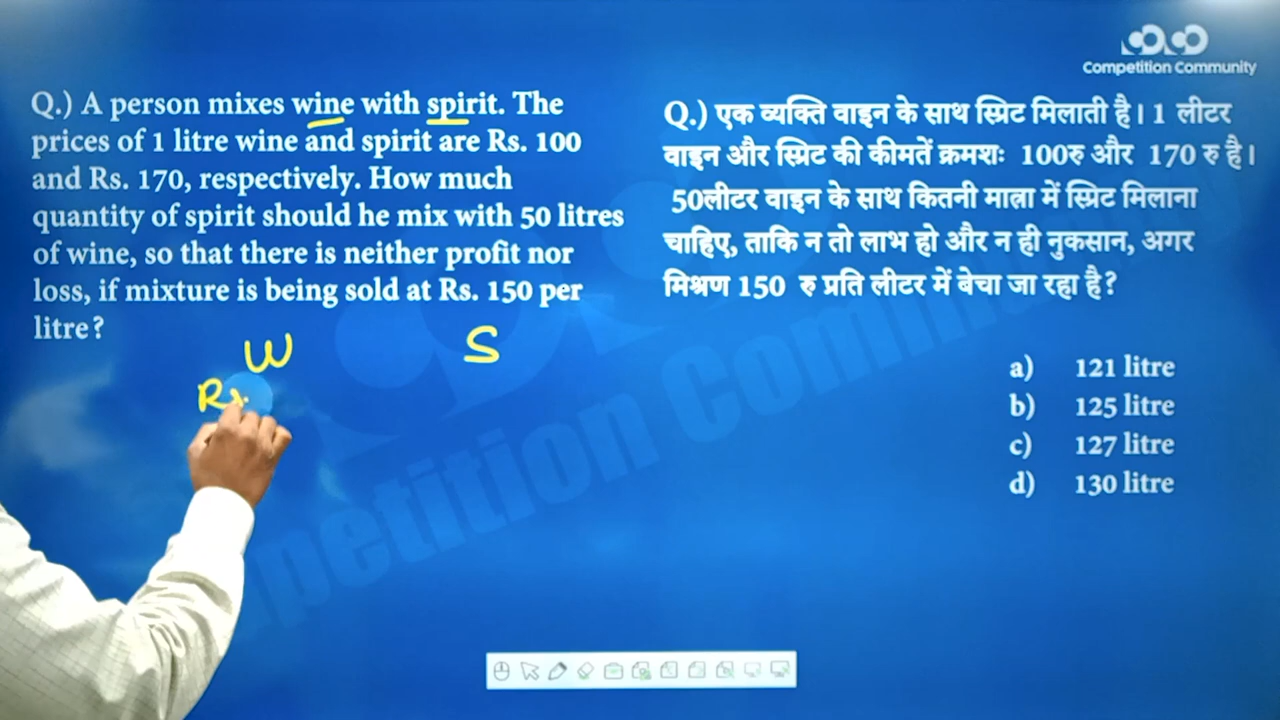 Competition Community
Q.) A person mixes wine with spirit. The
prices of 1 litre wine and spirit are Rs. 100
and Rs. 170, respectively. How much
quantity of spirit should he mix with 50 litres
of wine, so that there is neither profit nor
loss, if mixture is being sold at Rs. 150 per
litre?
W S
Rs.
Q.) एक व्यक्ति वाइन के साथ स्प्रिट मिलाती है। 1 लीटर
वाइन और स्प्रिट की कीमतें क्रमशः 100रु और 170 रु है।
50लीटर वाइन के साथ कितनी मात्रा में स्प्रिट मिलाना
चाहिए, ताकि न तो लाभ हो और न ही नुकसान, अगर
मिश्रण 150 रु प्रति लीटर में बेचा जा रहा है?
a) 121 litre
b) 125 litre
c) 127 litre
d) 130 litre